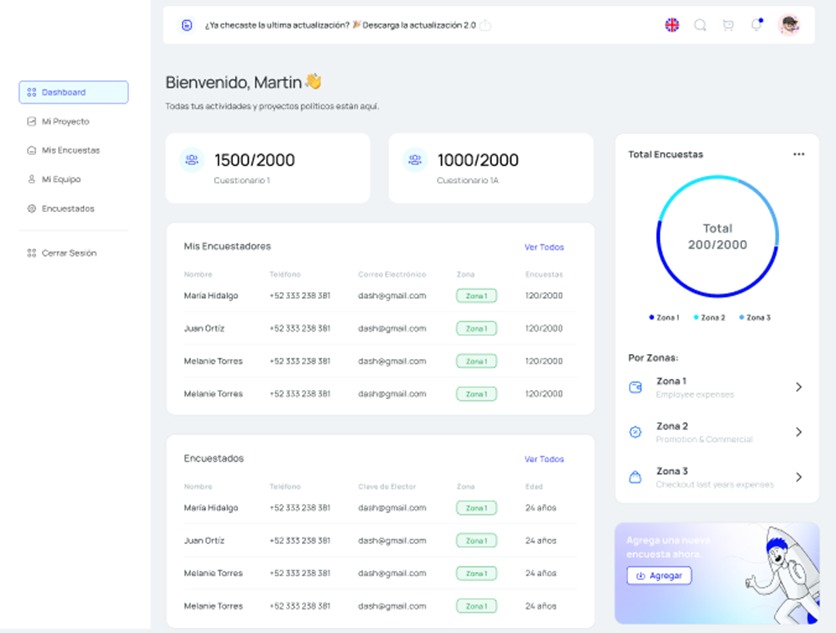 ¿Ya checaste la ultima actualización? 🎉 Descarga la actualización 2.0
Dashboard
Mi Proyecto
Mis Encuestas
Mi Equipo
Encuestados
Cerrar Sesión
Bienvenido, Martin 👋
Todas tus actividades y proyectos políticos están aquí.
1500/2000
Cuestionario 1
1000/2000
Cuestionario 1A
Mis Encuestadores
Ver Todos
Nombre Teléfono Correo Electrónico Zona Encuestas
María Hidalgo +52 333 238 381 dash@gmail.com Zona 1 120/2000
Juan Ortíz +52 333 238 381 dash@gmail.com Zona 1 120/2000
Melanie Torres +52 333 238 381 dash@gmail.com Zona 1 120/2000
Melanie Torres +52 333 238 381 dash@gmail.com Zona 1 120/2000
Encuestados
Ver Todos
Nombre Teléfono Clave de Elector Zona Edad
María Hidalgo +52 333 238 381 dash@gmail.com Zona 1 24 años
Juan Ortíz +52 333 238 381 dash@gmail.com Zona 1 24 años
Melanie Torres +52 333 238 381 dash@gmail.com Zona 1 24 años
Melanie Torres +52 333 238 381 dash@gmail.com Zona 1 24 años
Total Encuestas
Total
200/2000
Zona 1 Zona 2 Zona 3
Por Zonas:
Zona 1
Employee expenses
Zona 2
Promotion & Commercial
Zona 3
Checkout last years expenses
Agrega una nueva
encuesta ahora.
Agregar